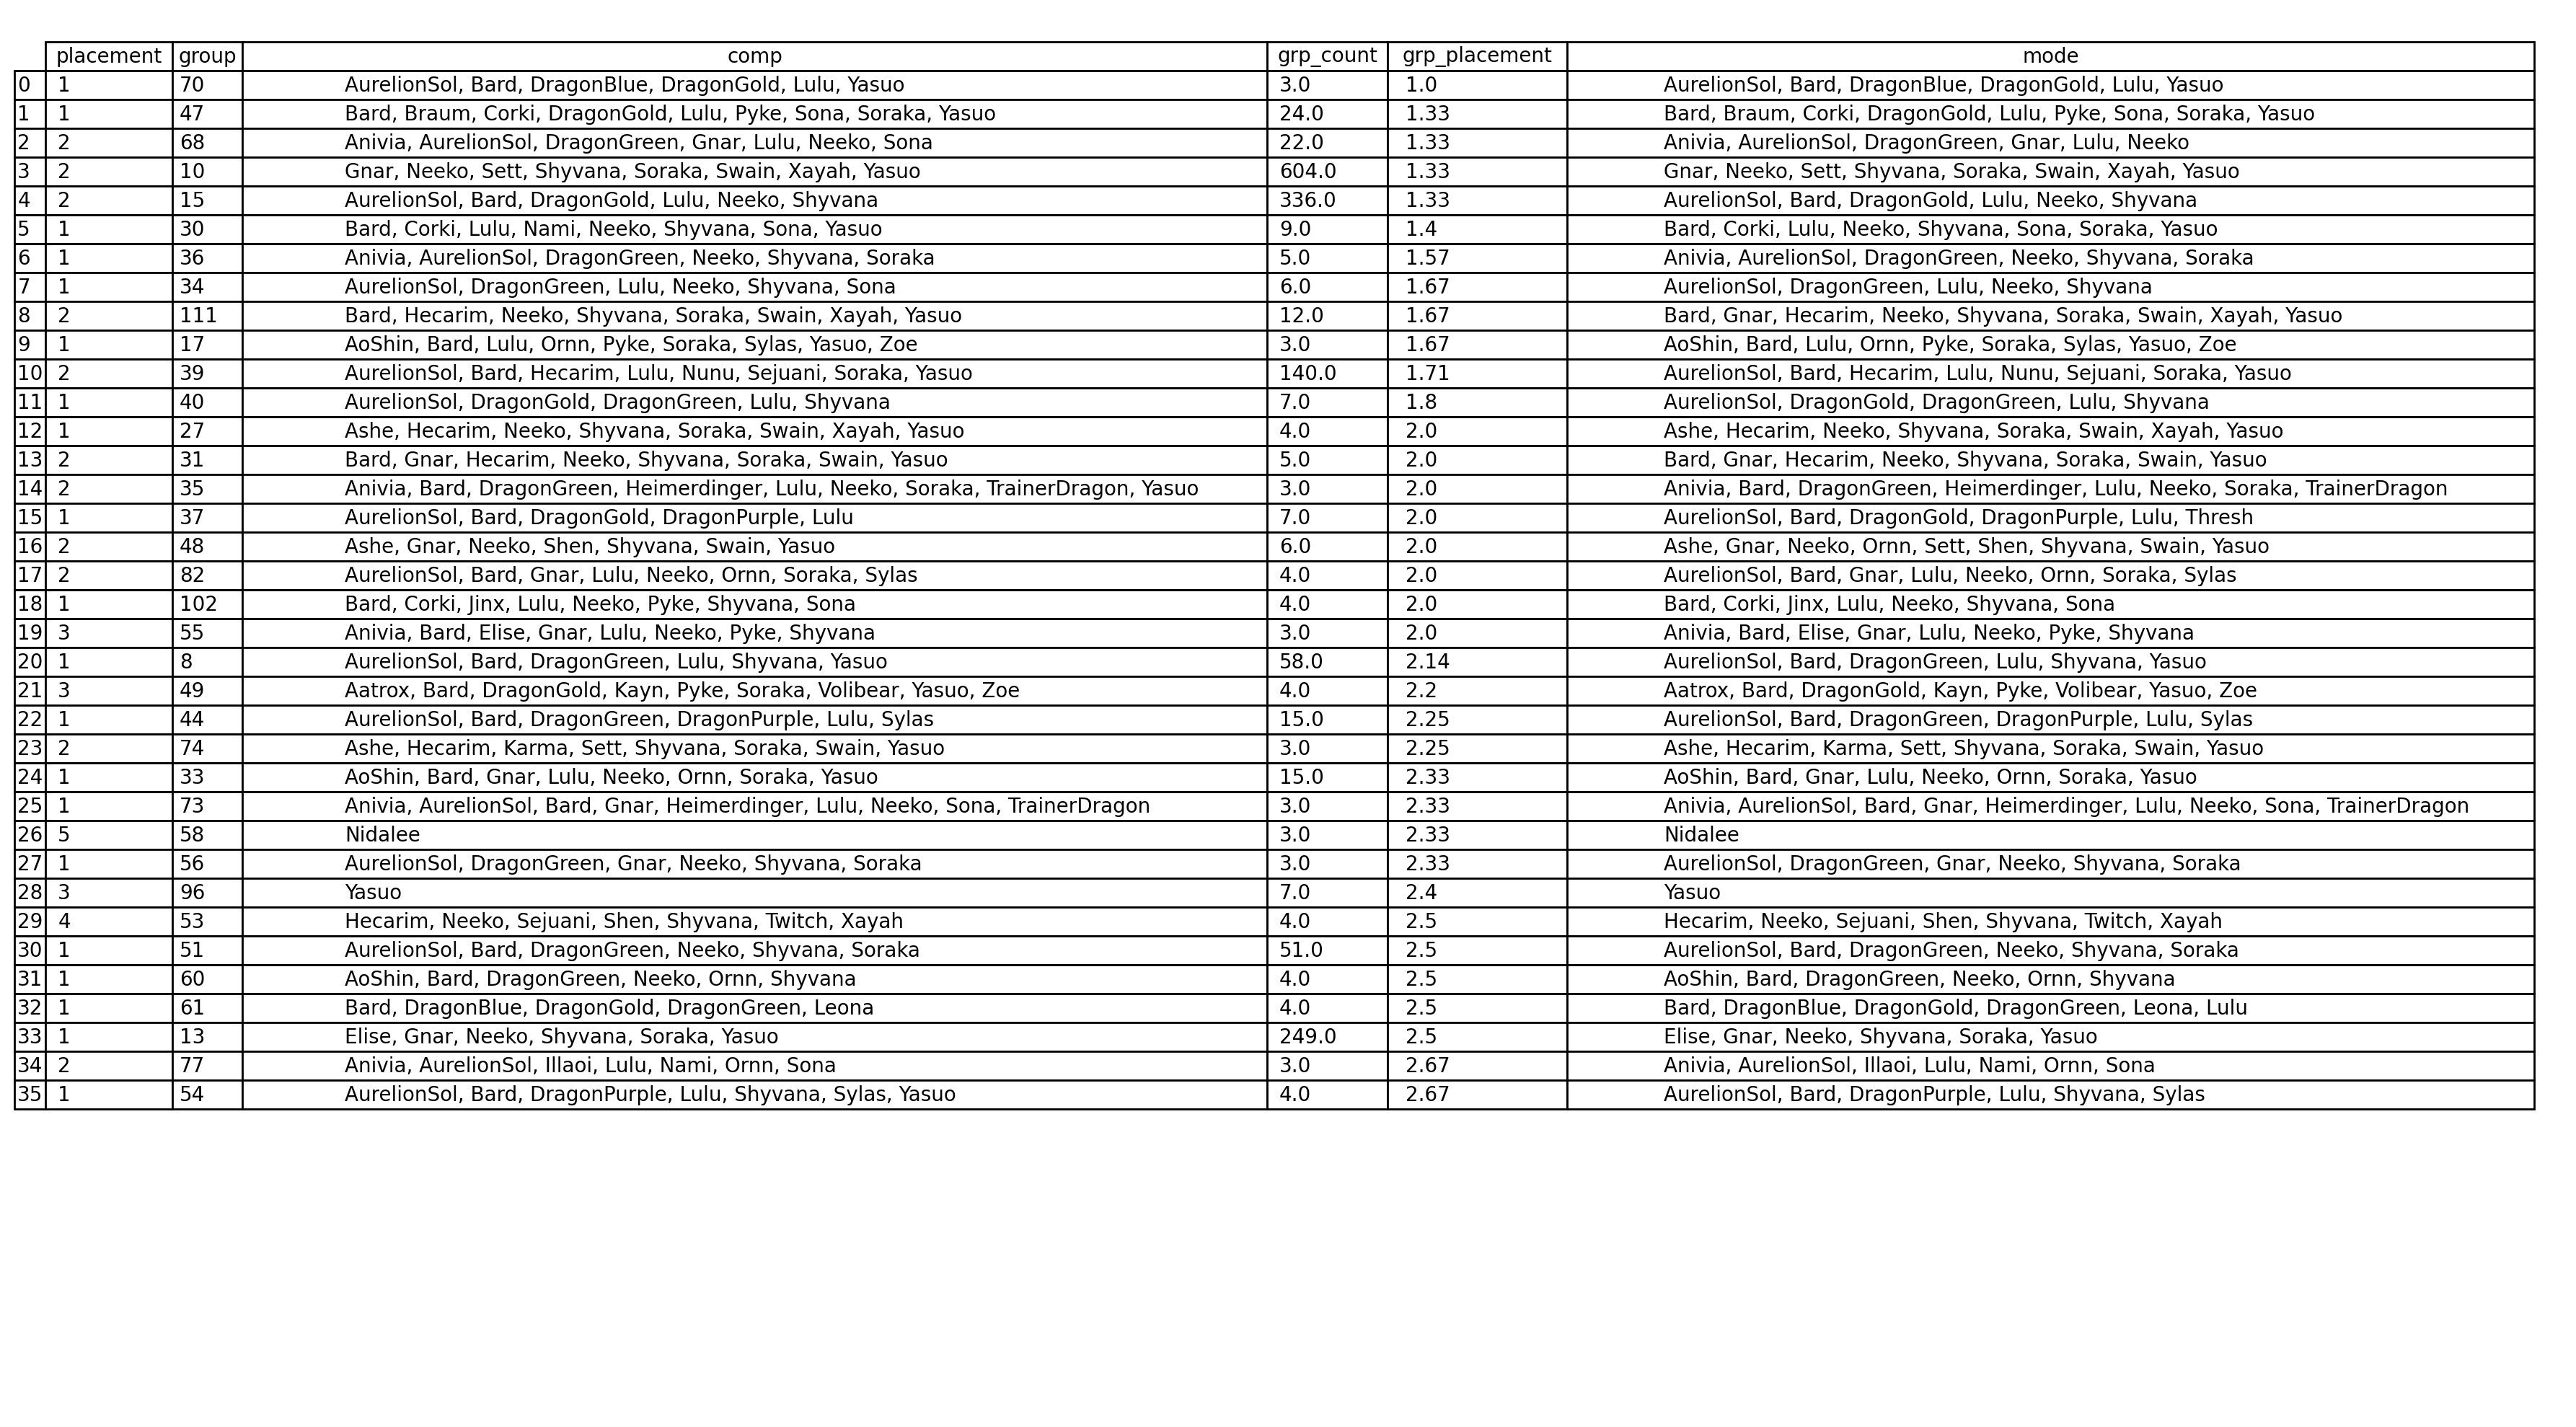 placement group comp grp_count grp_placement mode
0 1 70 AurelionSol, Bard, DragonBlue, DragonGold, Lulu, Yasuo 3.0 1.0 AurelionSol, Bard, DragonBlue, DragonGold, Lulu, Yasuo
1 1 47 Bard, Braum, Corki, DragonGold, Lulu, Pyke, Sona, Soraka, Yasuo 24.0 1.33 Bard, Braum, Corki, DragonGold, Lulu, Pyke, Sona, Soraka, Yasuo
2 2 68 Anivia, AurelionSol, DragonGreen, Gnar, Lulu, Neeko, Sona 22.0 1.33 Anivia, AurelionSol, DragonGreen, Gnar, Lulu, Neeko
3 2 10 Gnar, Neeko, Sett, Shyvana, Soraka, Swain, Xayah, Yasuo 604.0 1.33 Gnar, Neeko, Sett, Shyvana, Soraka, Swain, Xayah, Yasuo
4 2 15 AurelionSol, Bard, DragonGold, Lulu, Neeko, Shyvana 336.0 1.33 AurelionSol, Bard, DragonGold, Lulu, Neeko, Shyvana
5 1 30 Bard, Corki, Lulu, Nami, Neeko, Shyvana, Sona, Yasuo 9.0 1.4 Bard, Corki, Lulu, Neeko, Shyvana, Sona, Soraka, Yasuo
6 1 36 Anivia, AurelionSol, DragonGreen, Neeko, Shyvana, Soraka 5.0 1.57 Anivia, AurelionSol, DragonGreen, Neeko, Shyvana, Soraka
7 1 34 AurelionSol, DragonGreen, Lulu, Neeko, Shyvana, Sona 6.0 1.67 AurelionSol, DragonGreen, Lulu, Neeko, Shyvana
8 2 111 Bard, Hecarim, Neeko, Shyvana, Soraka, Swain, Xayah, Yasuo 12.0 1.67 Bard, Gnar, Hecarim, Neeko, Shyvana, Soraka, Swain, Xayah, Yasuo
9 1 17 AoShin, Bard, Lulu, Ornn, Pyke, Soraka, Sylas, Yasuo, Zoe 3.0 1.67 AoShin, Bard, Lulu, Ornn, Pyke, Soraka, Sylas, Yasuo, Zoe
10 2 39 AurelionSol, Bard, Hecarim, Lulu, Nunu, Sejuani, Soraka, Yasuo 140.0 1.71 AurelionSol, Bard, Hecarim, Lulu, Nunu, Sejuani, Soraka, Yasuo
11 1 40 AurelionSol, DragonGold, DragonGreen, Lulu, Shyvana 7.0 1.8 AurelionSol, DragonGold, DragonGreen, Lulu, Shyvana
12 1 27 Ashe, Hecarim, Neeko, Shyvana, Soraka, Swain, Xayah, Yasuo 4.0 2.0 Ashe, Hecarim, Neeko, Shyvana, Soraka, Swain, Xayah, Yasuo
13 2 31 Bard, Gnar, Hecarim, Neeko, Shyvana, Soraka, Swain, Yasuo 5.0 2.0 Bard, Gnar, Hecarim, Neeko, Shyvana, Soraka, Swain, Yasuo
14 2 35 Anivia, Bard, DragonGreen, Heimerdinger, Lulu, Neeko, Soraka, TrainerDragon, Yasuo 3.0 2.0 Anivia, Bard, DragonGreen, Heimerdinger, Lulu, Neeko, Soraka, TrainerDragon
15 1 37 AurelionSol, Bard, DragonGold, DragonPurple, Lulu 7.0 2.0 AurelionSol, Bard, DragonGold, DragonPurple, Lulu, Thresh
16 2 48 Ashe, Gnar, Neeko, Shen, Shyvana, Swain, Yasuo 6.0 2.0 Ashe, Gnar, Neeko, Ornn, Sett, Shen, Shyvana, Swain, Yasuo
17 2 82 AurelionSol, Bard, Gnar, Lulu, Neeko, Ornn, Soraka, Sylas 4.0 2.0 AurelionSol, Bard, Gnar, Lulu, Neeko, Ornn, Soraka, Sylas
18 1 102 Bard, Corki, Jinx, Lulu, Neeko, Pyke, Shyvana, Sona 4.0 2.0 Bard, Corki, Jinx, Lulu, Neeko, Shyvana, Sona
19 3 55 Anivia, Bard, Elise, Gnar, Lulu, Neeko, Pyke, Shyvana 3.0 2.0 Anivia, Bard, Elise, Gnar, Lulu, Neeko, Pyke, Shyvana
20 1 8 AurelionSol, Bard, DragonGreen, Lulu, Shyvana, Yasuo 58.0 2.14 AurelionSol, Bard, DragonGreen, Lulu, Shyvana, Yasuo
21 3 49 Aatrox, Bard, DragonGold, Kayn, Pyke, Soraka, Volibear, Yasuo, Zoe 4.0 2.2 Aatrox, Bard, DragonGold, Kayn, Pyke, Volibear, Yasuo, Zoe
22 1 44 AurelionSol, Bard, DragonGreen, DragonPurple, Lulu, Sylas 15.0 2.25 AurelionSol, Bard, DragonGreen, DragonPurple, Lulu, Sylas
23 2 74 Ashe, Hecarim, Karma, Sett, Shyvana, Soraka, Swain, Yasuo 3.0 2.25 Ashe, Hecarim, Karma, Sett, Shyvana, Soraka, Swain, Yasuo
24 1 33 AoShin, Bard, Gnar, Lulu, Neeko, Ornn, Soraka, Yasuo 15.0 2.33 AoShin, Bard, Gnar, Lulu, Neeko, Ornn, Soraka, Yasuo
25 1 73 Anivia, AurelionSol, Bard, Gnar, Heimerdinger, Lulu, Neeko, Sona, TrainerDragon 3.0 2.33 Anivia, AurelionSol, Bard, Gnar, Heimerdinger, Lulu, Neeko, Sona, TrainerDragon
26 5 58 Nidalee 3.0 2.33 Nidalee
27 1 56 AurelionSol, DragonGreen, Gnar, Neeko, Shyvana, Soraka 3.0 2.33 AurelionSol, DragonGreen, Gnar, Neeko, Shyvana, Soraka
28 3 96 Yasuo 7.0 2.4 Yasuo
29 4 53 Hecarim, Neeko, Sejuani, Shen, Shyvana, Twitch, Xayah 4.0 2.5 Hecarim, Neeko, Sejuani, Shen, Shyvana, Twitch, Xayah
30 1 51 AurelionSol, Bard, DragonGreen, Neeko, Shyvana, Soraka 51.0 2.5 AurelionSol, Bard, DragonGreen, Neeko, Shyvana, Soraka
31 1 60 AoShin, Bard, DragonGreen, Neeko, Ornn, Shyvana 4.0 2.5 AoShin, Bard, DragonGreen, Neeko, Ornn, Shyvana
32 1 61 Bard, DragonBlue, DragonGold, DragonGreen, Leona 4.0 2.5 Bard, DragonBlue, DragonGold, DragonGreen, Leona, Lulu
33 1 13 Elise, Gnar, Neeko, Shyvana, Soraka, Yasuo 249.0 2.5 Elise, Gnar, Neeko, Shyvana, Soraka, Yasuo
34 2 77 Anivia, AurelionSol, Illaoi, Lulu, Nami, Ornn, Sona 3.0 2.67 Anivia, AurelionSol, Illaoi, Lulu, Nami, Ornn, Sona
35 1 54 AurelionSol, Bard, DragonPurple, Lulu, Shyvana, Sylas, Yasuo 4.0 2.67 AurelionSol, Bard, DragonPurple, Lulu, Shyvana, Sylas